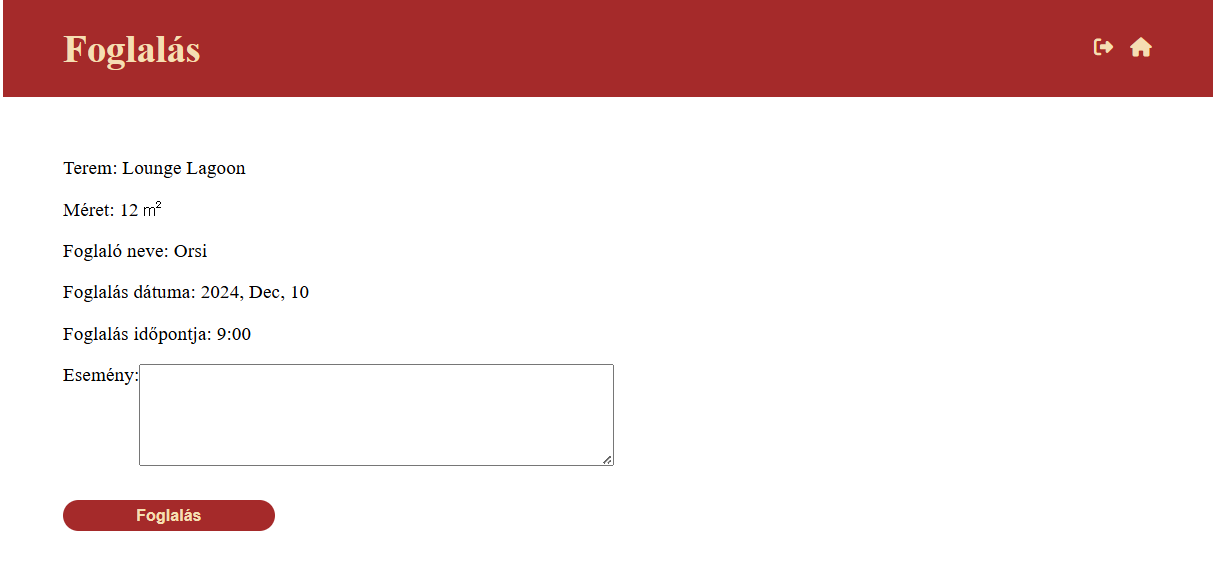 Foglalás
Terem: Lounge Lagoon
Méret: 12 ㎡
Foglaló neve: Orsi
Foglalás dátuma: 2024, Dec, 10
Foglalás időpontja: 9:00
Esemény:
Foglalás